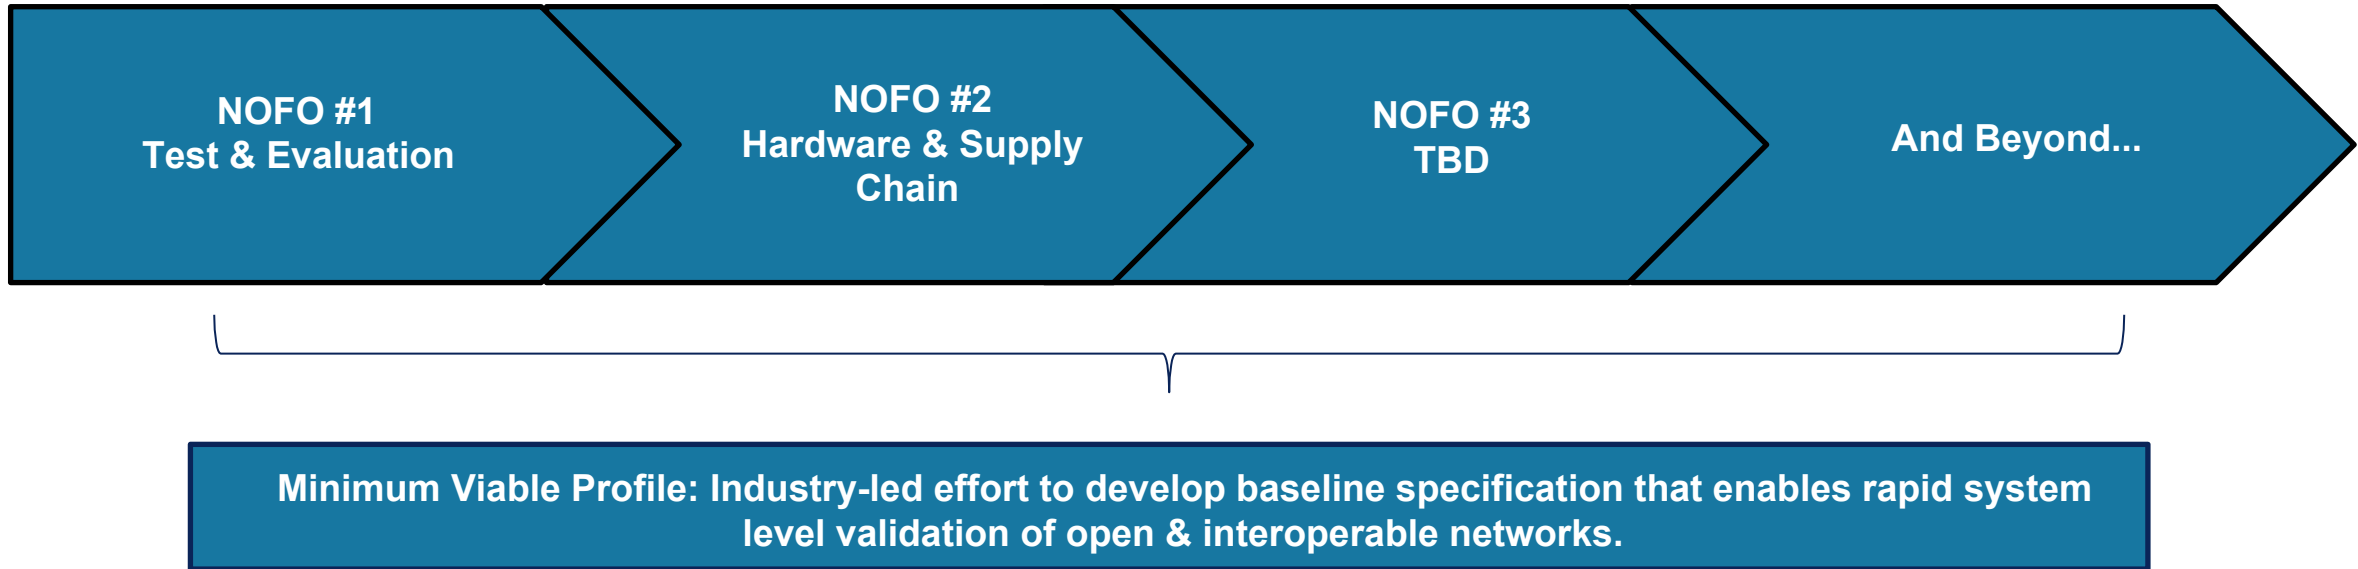 NOFO #1
Test & Evaluation
NOFO #2
Hardware & Supply
Chain
NOFO #3
TBD
And Beyond...
Minimum Viable Profile: Industry-led effort to develop baseline specification that enables rapid system
level validation of open & interoperable networks.